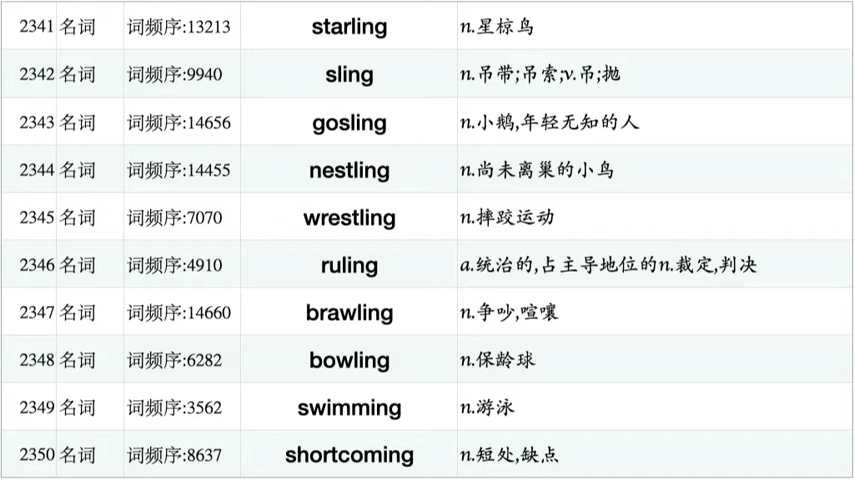 2341 名词 词频序:13213 starling n.星椋鸟
2342 名词 词频序:9940 sling n.吊带;吊索;v.吊;抛
2343 名词 词频序:14656 gosling n.小鹅,年轻无知的人
2344 名词 词频序:14455 nestling n.尚未离巢的小鸟
2345 名词 词频序:7070 wrestling n.摔跤运动
2346 名词 词频序:4910 ruling a.统治的,占主导地位的n.裁定,判决
2347 名词 词频序:14660 brawling n.争吵,喧嚷
2348 名词 词频序:6282 bowling n.保龄球
2349 名词 词频序:3562 swimming n.游泳
2350 名词 词频序:8637 shortcoming n.短处,缺点